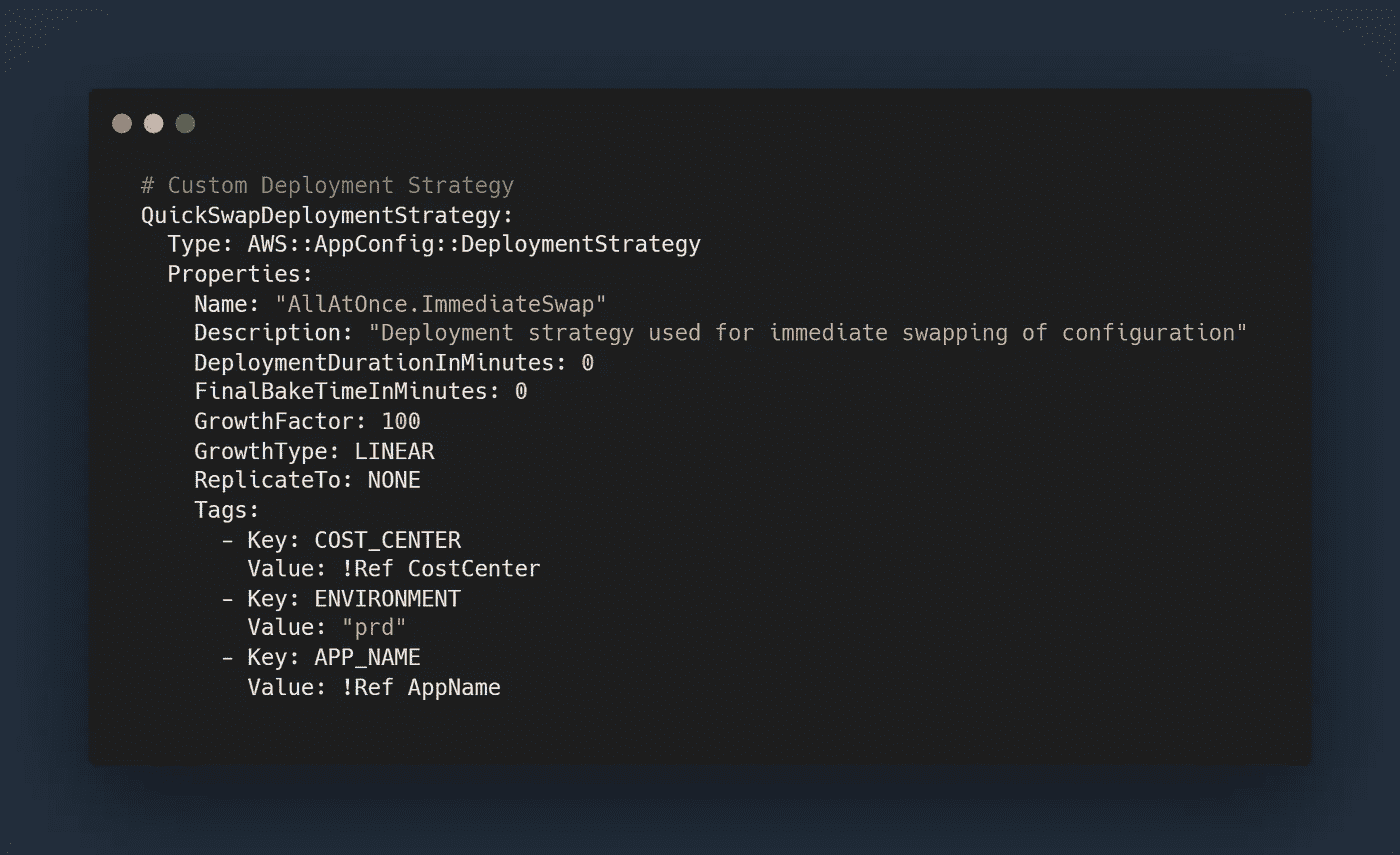 # Custom Deployment Strategy
QuickSwapDeploymentStrategy:
  Type: AWS::AppConfig::DeploymentStrategy
  Properties:
    Name: "AllAtOnce.ImmediateSwap"
    Description: "Deployment strategy used for immediate swapping of configuration"
    DeploymentDurationInMinutes: 0
    FinalBakeTimeInMinutes: 0
    GrowthFactor: 100
    GrowthType: LINEAR
    ReplicateTo: NONE
    Tags:
      - Key: COST_CENTER
        Value: !Ref CostCenter
      - Key: ENVIRONMENT
        Value: "prd"
      - Key: APP_NAME
        Value: !Ref AppName